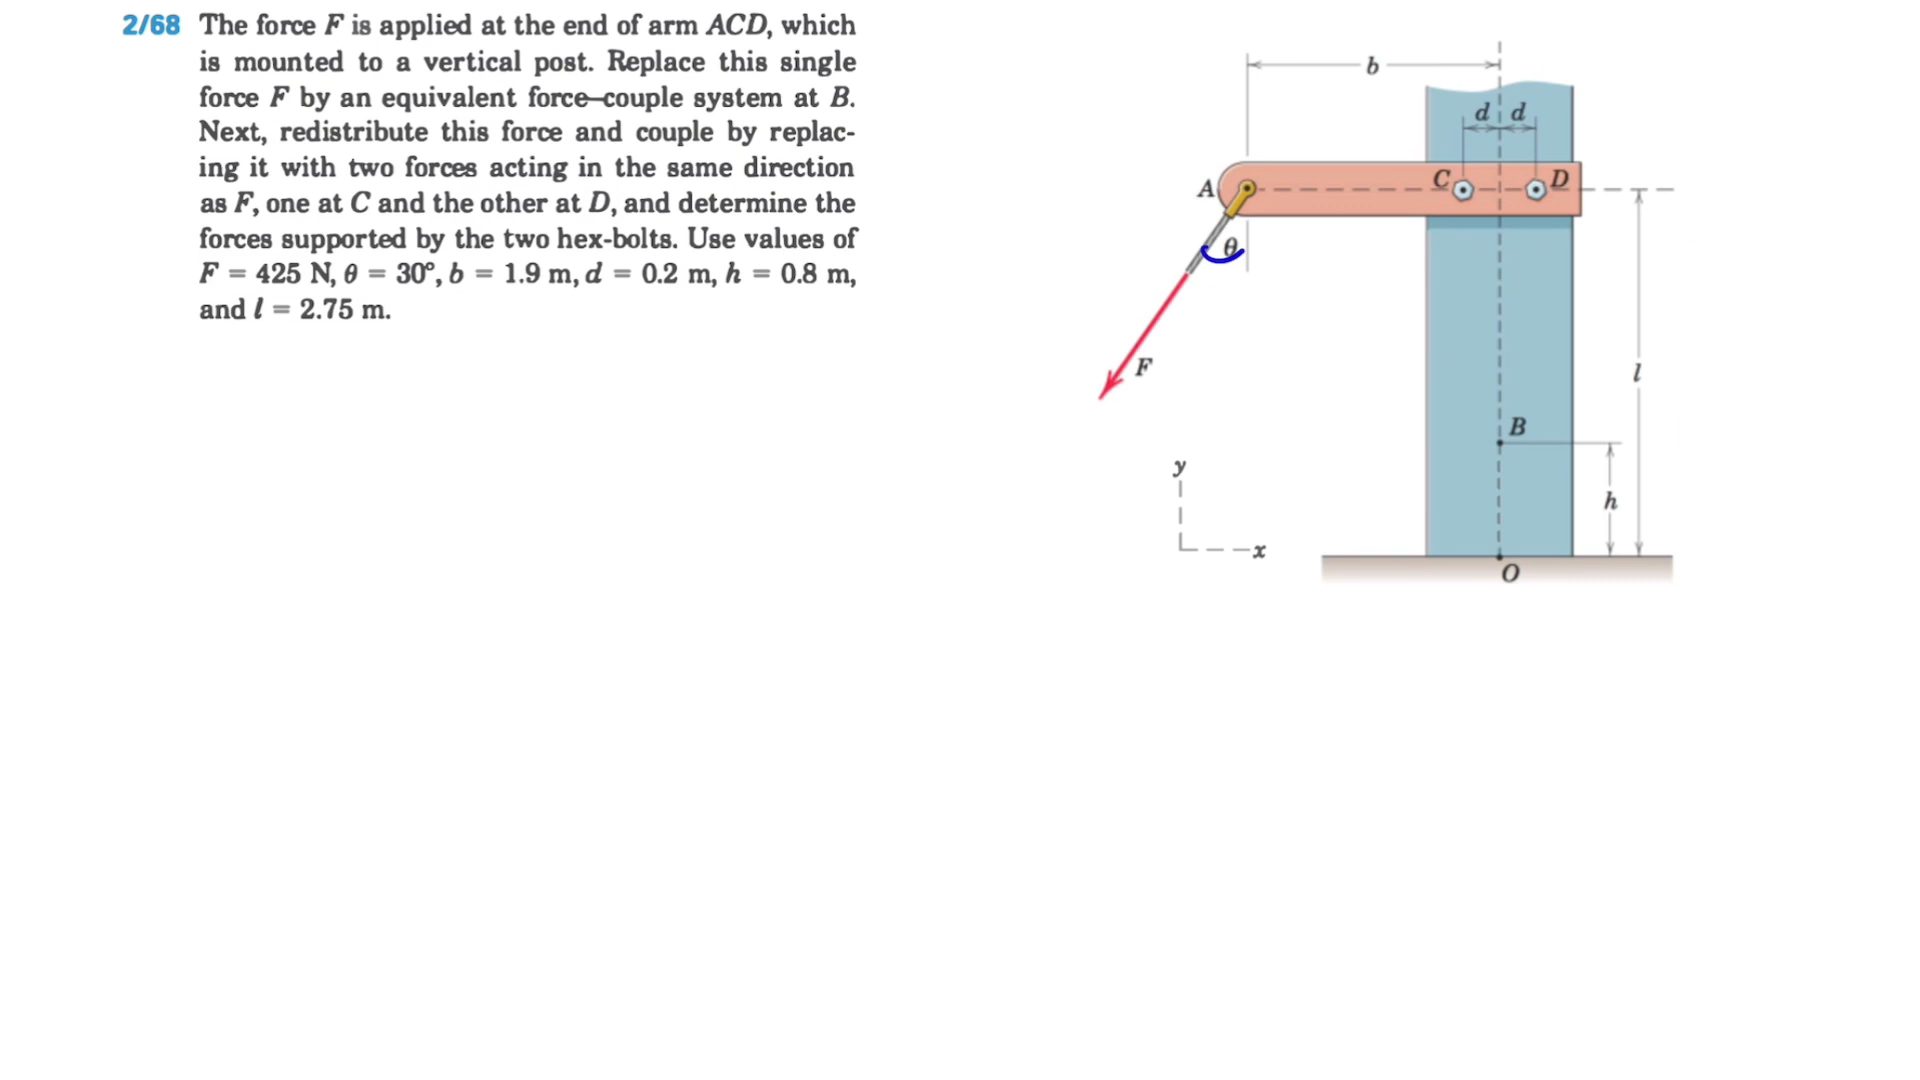 2/68 The force F is applied at the end of arm ACD, which
is mounted to a vertical post. Replace this single
force F by an equivalent force–couple system at B.
Next, redistribute this force and couple by replac-
ing it with two forces acting in the same direction
as F, one at C and the other at D, and determine the
forces supported by the two hex-bolts. Use values of
F = 425 N, θ = 30°, b = 1.9 m, d = 0.2 m, h = 0.8 m,
and l = 2.75 m.
b
d d
A C D
θ
F
l
B
y
h
x
O